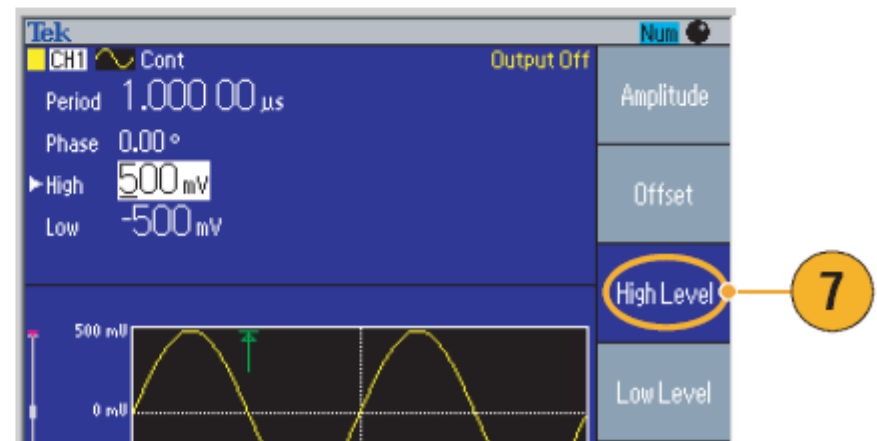 Tek Num
CH1 Cont Output Off
Period 1.000 00 µs
Phase 0.00 °
High 500 mV
Low -500 mV
Amplitude
Offset
High Level 7
Low Level
500 mV
0 mV